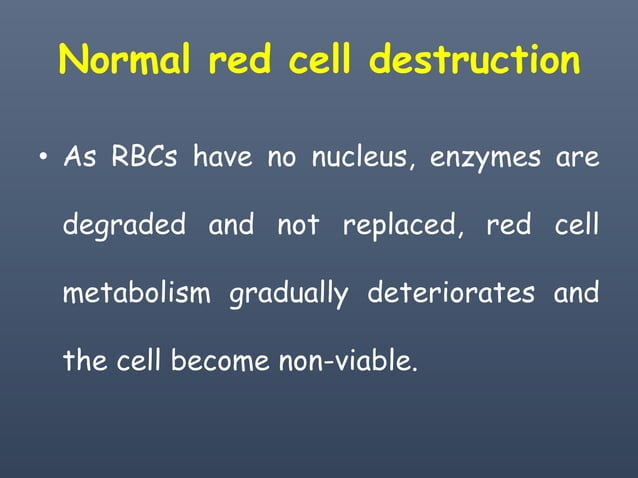 Normal red cell destruction
• As RBCs have no nucleus, enzymes are
degraded and not replaced, red cell
metabolism gradually deteriorates and
the cell become non-viable.